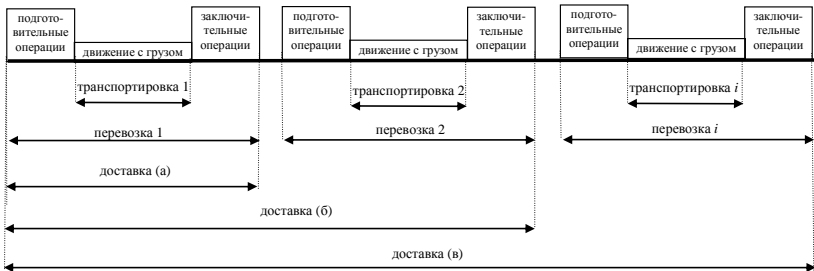 подгото-
вительные
операции
движение с грузом
заключи-
тельные
операции
подгото-
вительные
операции
движение с грузом
заключи-
тельные
операции
подгото-
вительные
операции
движение с грузом
заключи-
тельные
операции
транспортировка 1
транспортировка 2
транспортировка i
перевозка 1
перевозка 2
перевозка i
доставка (а)
доставка (б)
доставка (в)